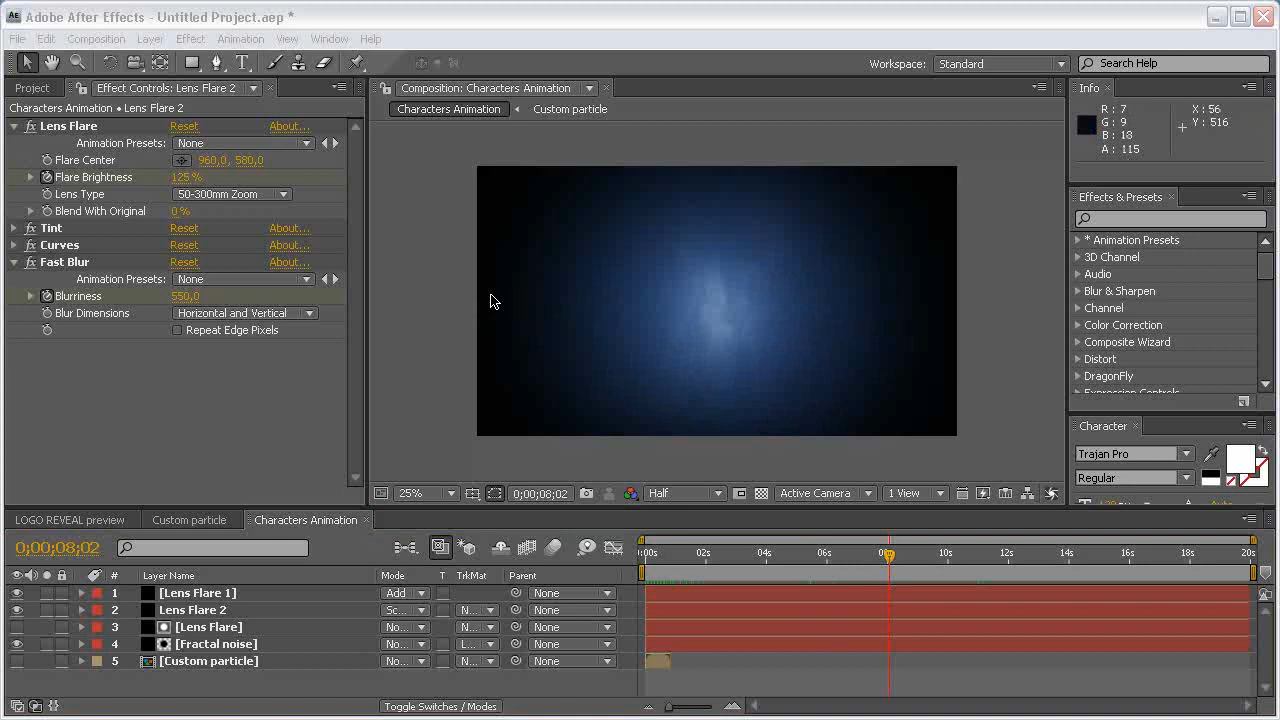 Adobe After Effects - Untitled Project.aep *
File Edit Composition Layer Effect Animation View Window Help
Workspace: Standard Search Help
Project Effect Controls: Lens Flare 2 Composition: Characters Animation Info
Characters Animation • Lens Flare 2 Characters Animation Custom particle
R : 7 X : 56
G : 9 Y : 516
B : 18
A : 115
Lens Flare Reset About...
Animation Presets: None
Flare Center 960,0, 580,0
Flare Brightness 125 %
Lens Type 50-300mm Zoom
Blend With Original 0 %
Tint Reset About...
Curves Reset About...
Fast Blur Reset About...
Animation Presets: None
Blurriness 550,0
Blur Dimensions Horizontal and Vertical
Repeat Edge Pixels
Effects & Presets
* Animation Presets
3D Channel
Audio
Blur & Sharpen
Channel
Color Correction
Composite Wizard
Distort
DragonFly
Expression Controls
Character
Trajan Pro
Regular
25% 0;00;08;02 Half Active Camera 1 View
LOGO REVEAL preview Custom particle Characters Animation
0;00;08;02
:00s 02s 04s 06s 08s 10s 12s 14s 16s 18s 20s
# Layer Name Mode T TrkMat Parent
1 [Lens Flare 1] Add None
2 Lens Flare 2 Sc... N... None
3 [Lens Flare] No... N... None
4 [Fractal noise] No... L... None
5 [Custom particle] No... N... None
Toggle Switches / Modes